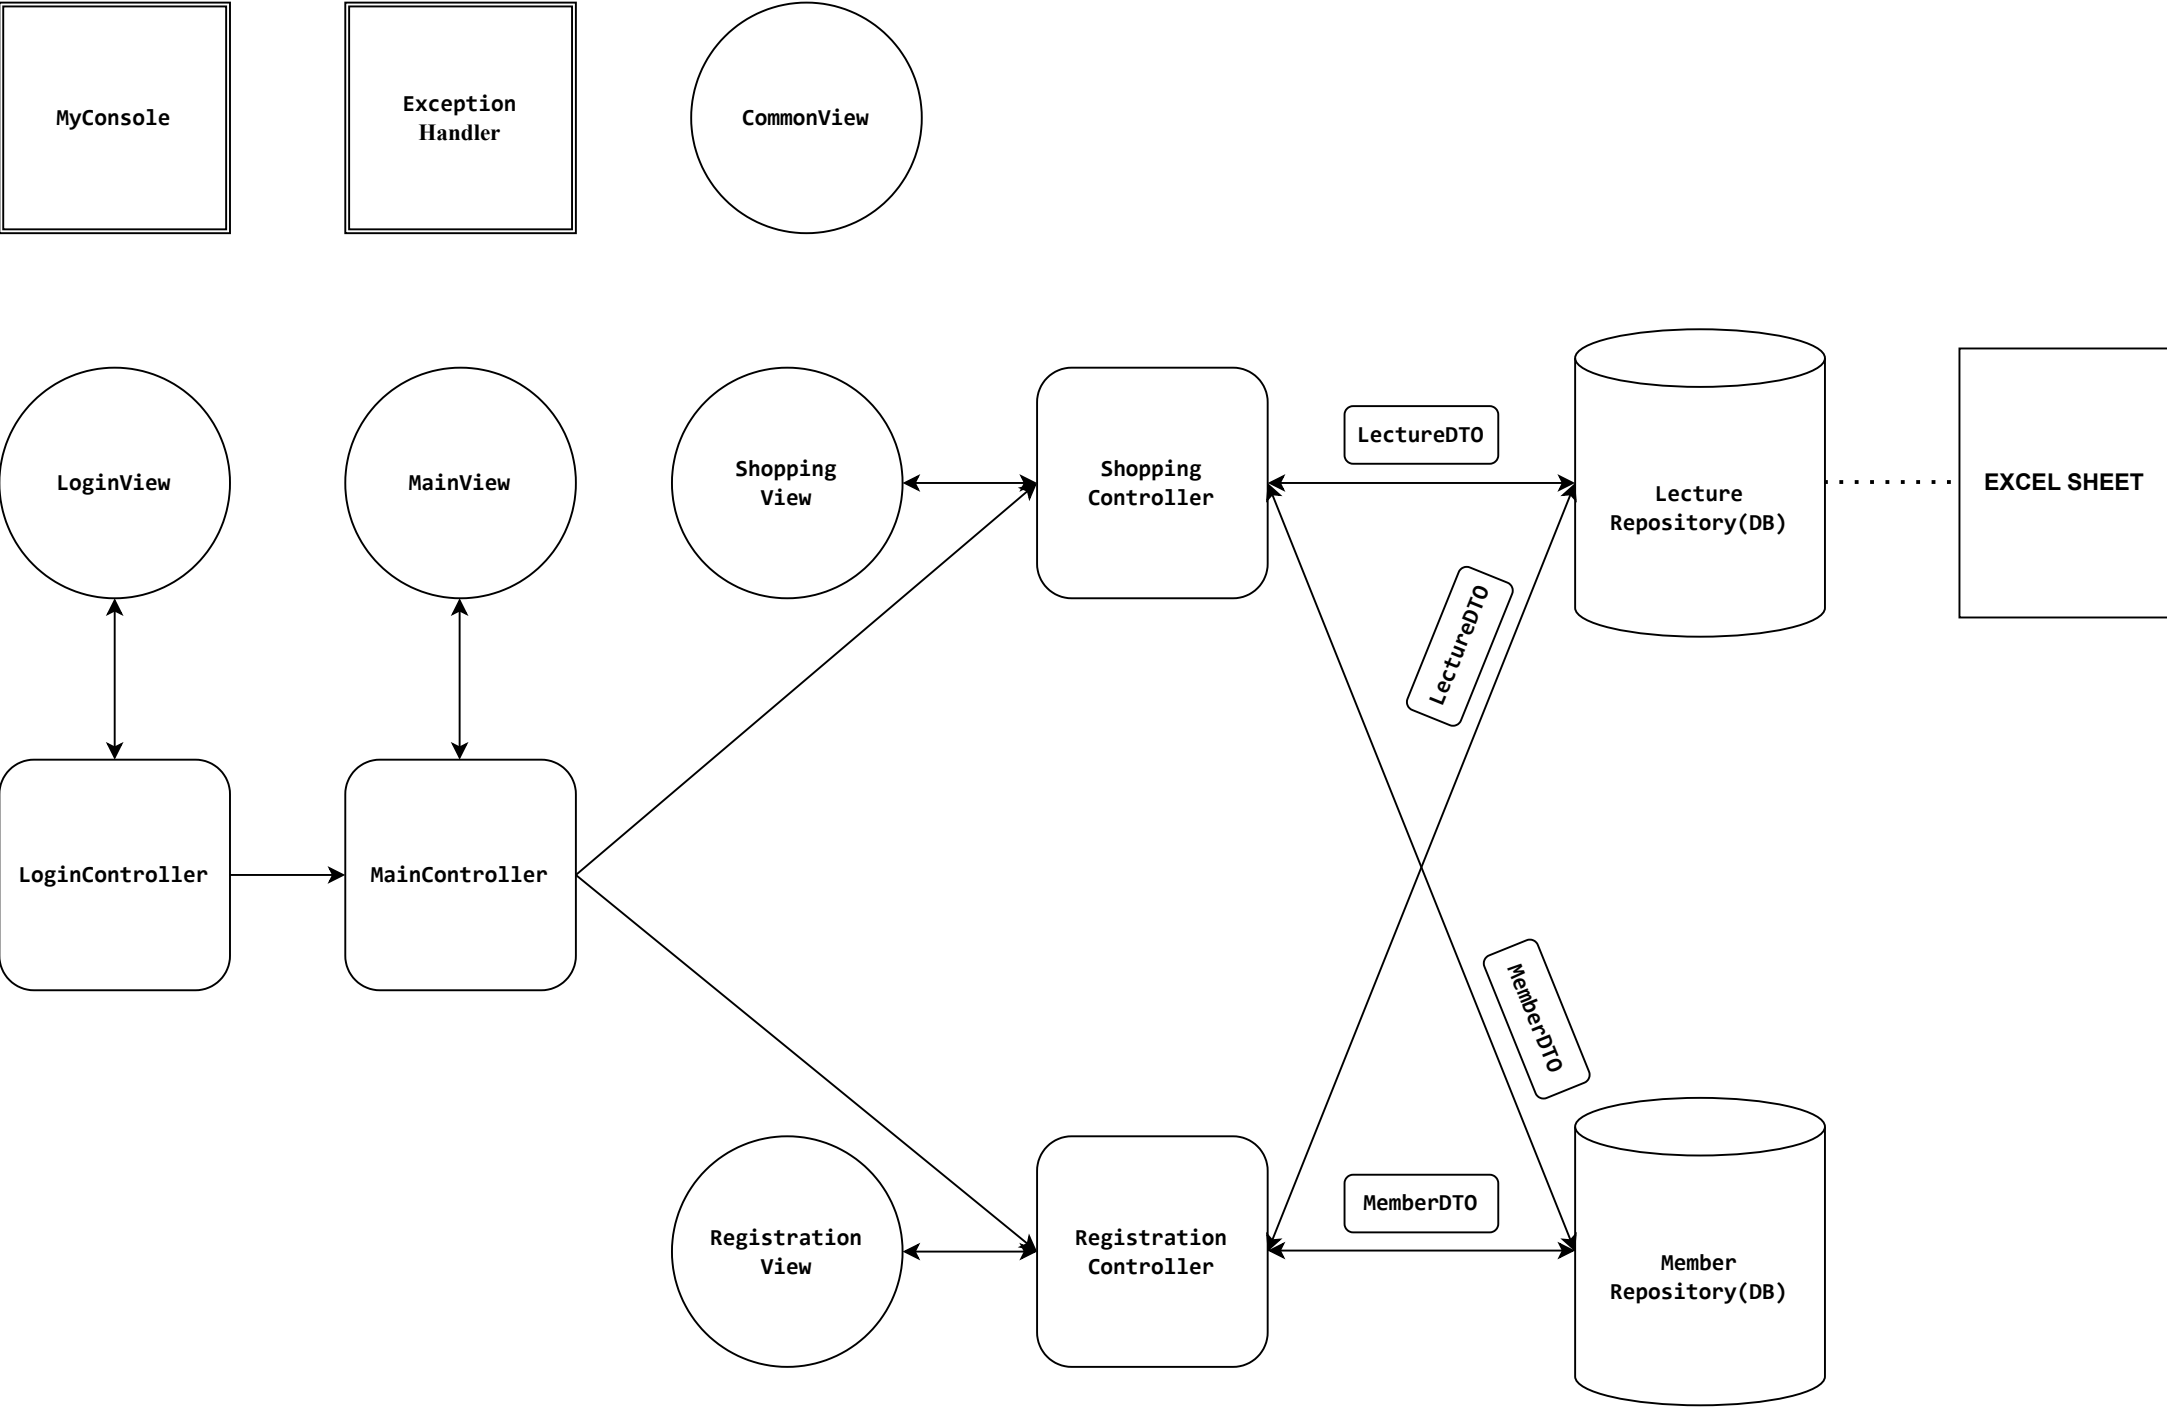 MyConsole
Exception
Handler
CommonView
LoginView
MainView
Shopping
View
Shopping
Controller
LectureDTO
Lecture
Repository(DB)
EXCEL SHEET
LectureDTO
LoginController
MainController
MemberDTO
Registration
View
Registration
Controller
MemberDTO
Member
Repository(DB)